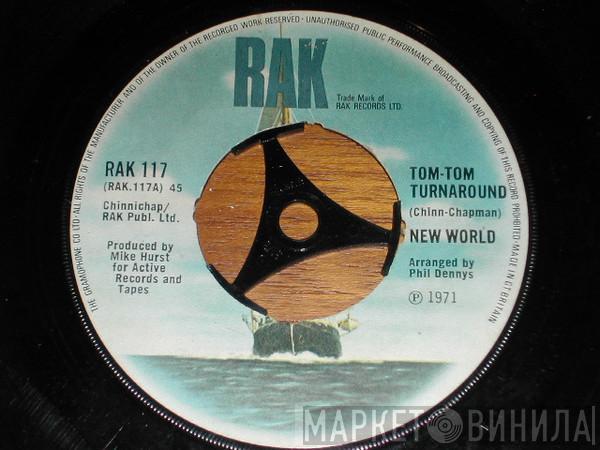 THE GRAMOPHONE CO LTD·ALL RIGHTS OF THE MANUFACTURER AND OF THE OWNER OF THE RECORDED WORK RESERVED·UNAUTHORISED PUBLIC PERFORMANCE BROADCASTING AND COPYING OF THIS RECORD PROHIBITED·MADE IN GT.BRITAIN
RAK
Trade Mark of
RAK RECORDS LTD.
RAK 117
(RAK.117A) 45
Chinnichap/
RAK Publ. Ltd.
Produced by
Mike Hurst
for Active
Records and
Tapes
TOM-TOM
TURNAROUND
(Chinn-Chapman)
NEW WORLD
Arranged by
Phil Dennys
℗ 1971
МАРКЕТ ВИНИЛА